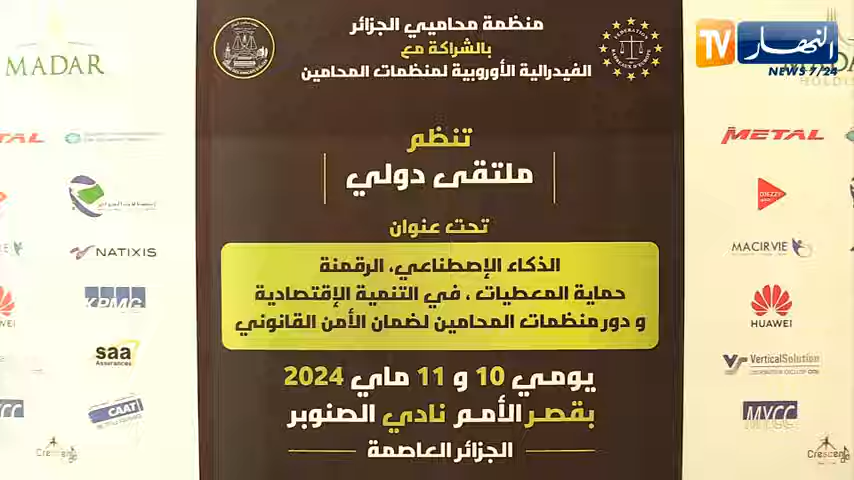 منظمة محاميي الجزائر
بالشراكة مع
الفيدرالية الأوروبية لمنظمات المحامين
تنظم
ملتقى دولي
تحت عنوان
الذكاء الإصطناعي، الرقمنة
حماية المعطيات ، في التنمية الإقتصادية
و دور منظمات المحامين لضمان الأمن القانوني
يومي 10 و 11 ماي 2024
بقصر الأمم نادي الصنوبر
الجزائر العاصمة
MADAR
NATIXIS
KPMG
saa
Assurances
CAAT
TV النهار
NEWS 7/24
METAL
DJEZZY
MACIRVIE
HUAWEI
VerticalSolution
MYCC